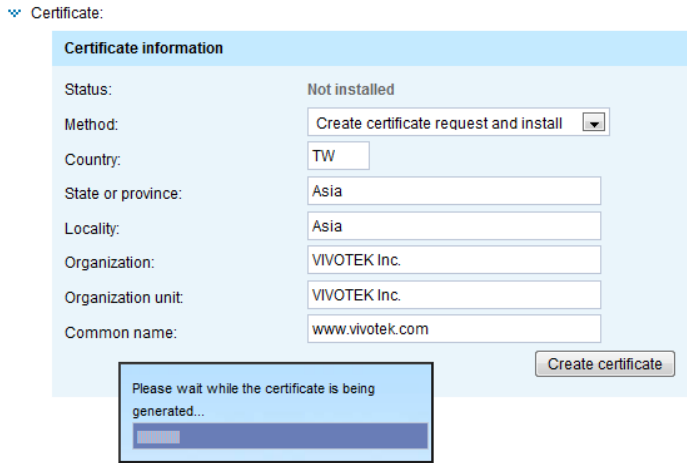 Certificate:
Certificate information
Status: Not installed
Method: Create certificate request and install
Country: TW
State or province: Asia
Locality: Asia
Organization: VIVOTEK Inc.
Organization unit: VIVOTEK Inc.
Common name: www.vivotek.com
Create certificate
Please wait while the certificate is being
generated...